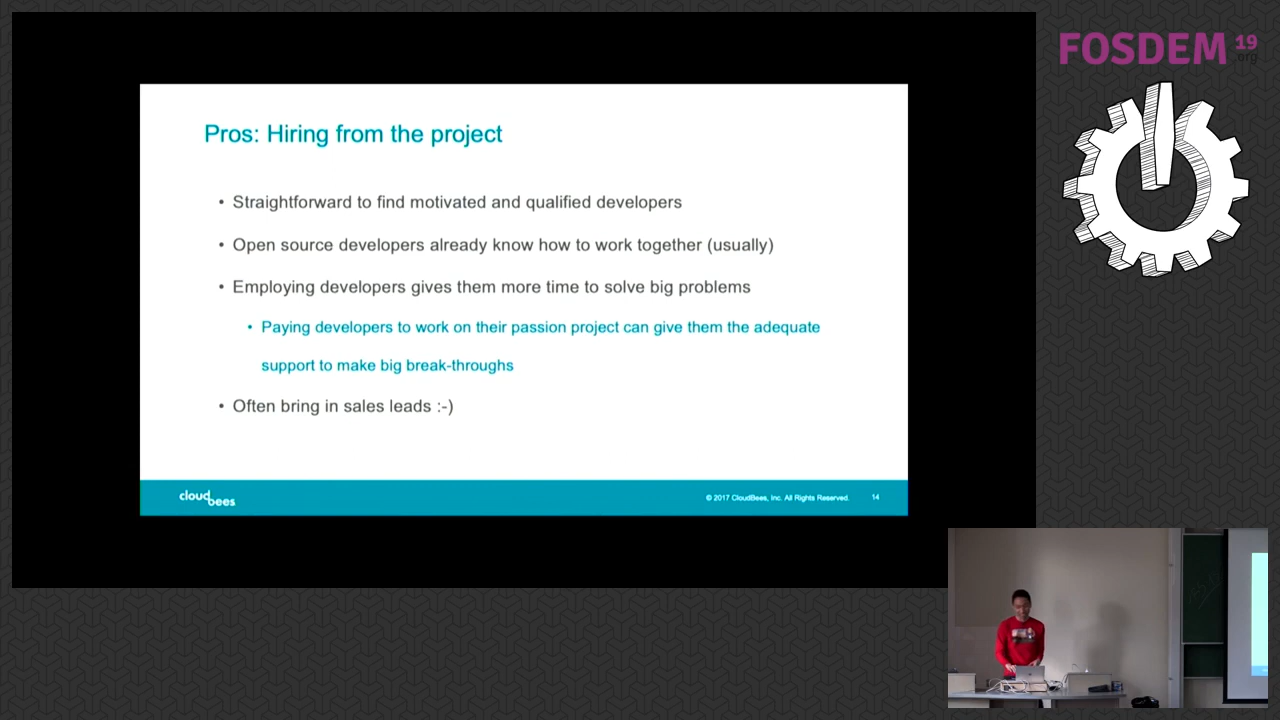 FOSDEM 19
.org
Pros: Hiring from the project
• Straightforward to find motivated and qualified developers
• Open source developers already know how to work together (usually)
• Employing developers gives them more time to solve big problems
• Paying developers to work on their passion project can give them the adequate
support to make big break-throughs
• Often bring in sales leads :-)
cloudbees
© 2017 CloudBees, Inc. All Rights Reserved.
14